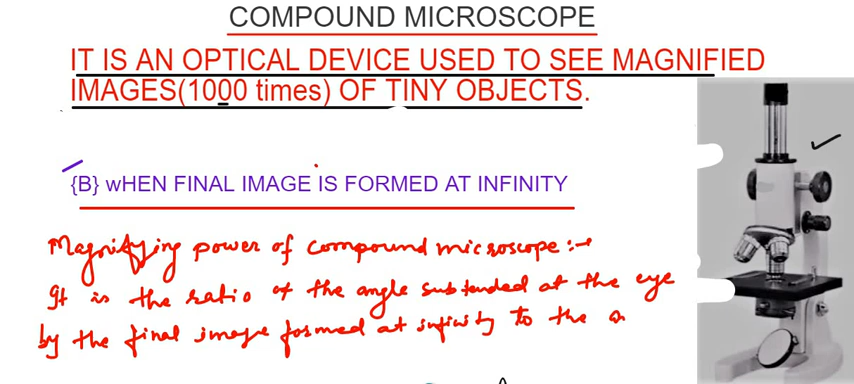 COMPOUND MICROSCOPE
IT IS AN OPTICAL DEVICE USED TO SEE MAGNIFIED
IMAGES(1000 times) OF TINY OBJECTS.
{B} wHEN FINAL IMAGE IS FORMED AT INFINITY
Magnifying power of compound microscope :→
It is the ratio of the angle subtended at the eye
by the final image formed at infinity to the